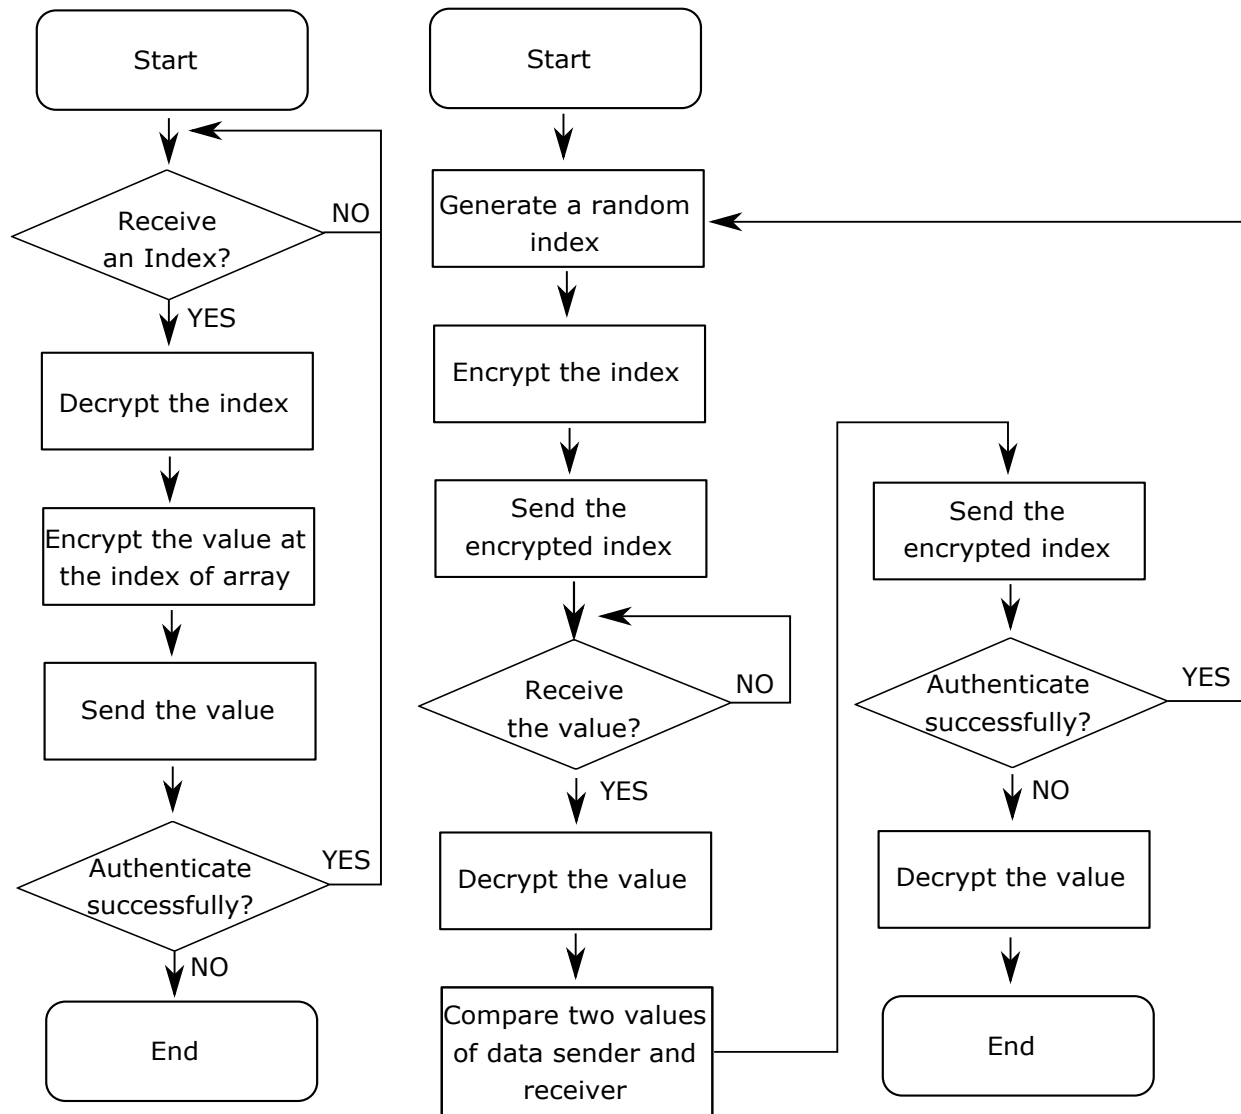 Start
Receive
an Index?
NO
YES
Decrypt the index
Encrypt the value at
the index of array
Send the value
Authenticate
successfully?
YES
NO
End
Start
Generate a random
index
Encrypt the index
Send the
encrypted index
Receive
the value?
NO
YES
Decrypt the value
Compare two values
of data sender and
receiver
Send the
encrypted index
Authenticate
successfully?
YES
NO
Decrypt the value
End